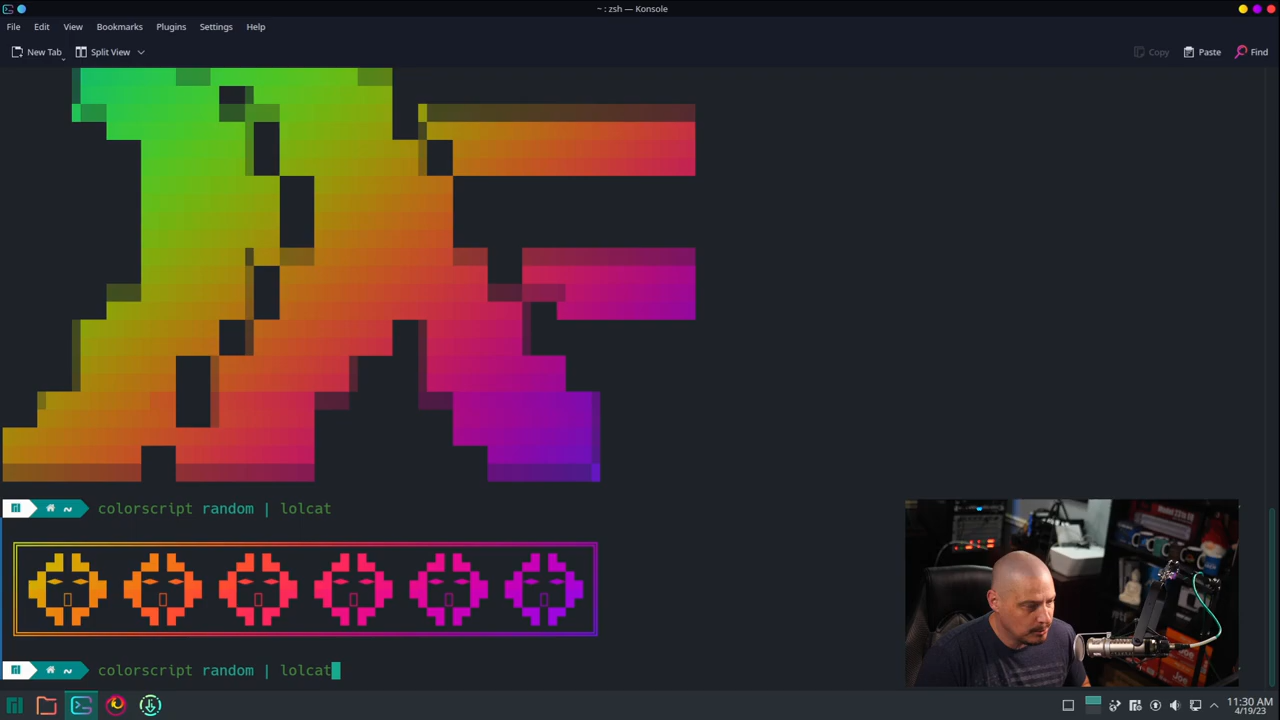 ~ : zsh — Konsole
File Edit View Bookmarks Plugins Settings Help
New Tab Split View Copy Paste Find
~ colorscript random | lolcat
~ colorscript random | lolcat
11:30 AM
4/19/23